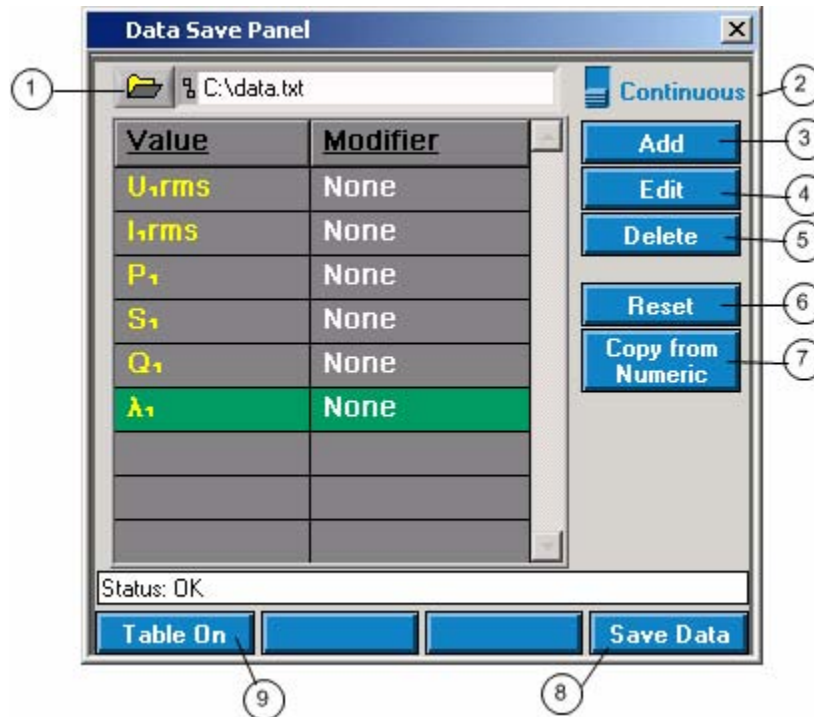 Data Save Panel
1
C:\data.txt
Continuous
2
Value Modifier
Add
3
U₁rms None
Edit
4
I₁rms None
Delete
5
P₁ None
S₁ None
Reset
6
Q₁ None
Copy from
Numeric
7
λ₁ None
Status: OK
Table On
Save Data
9
8